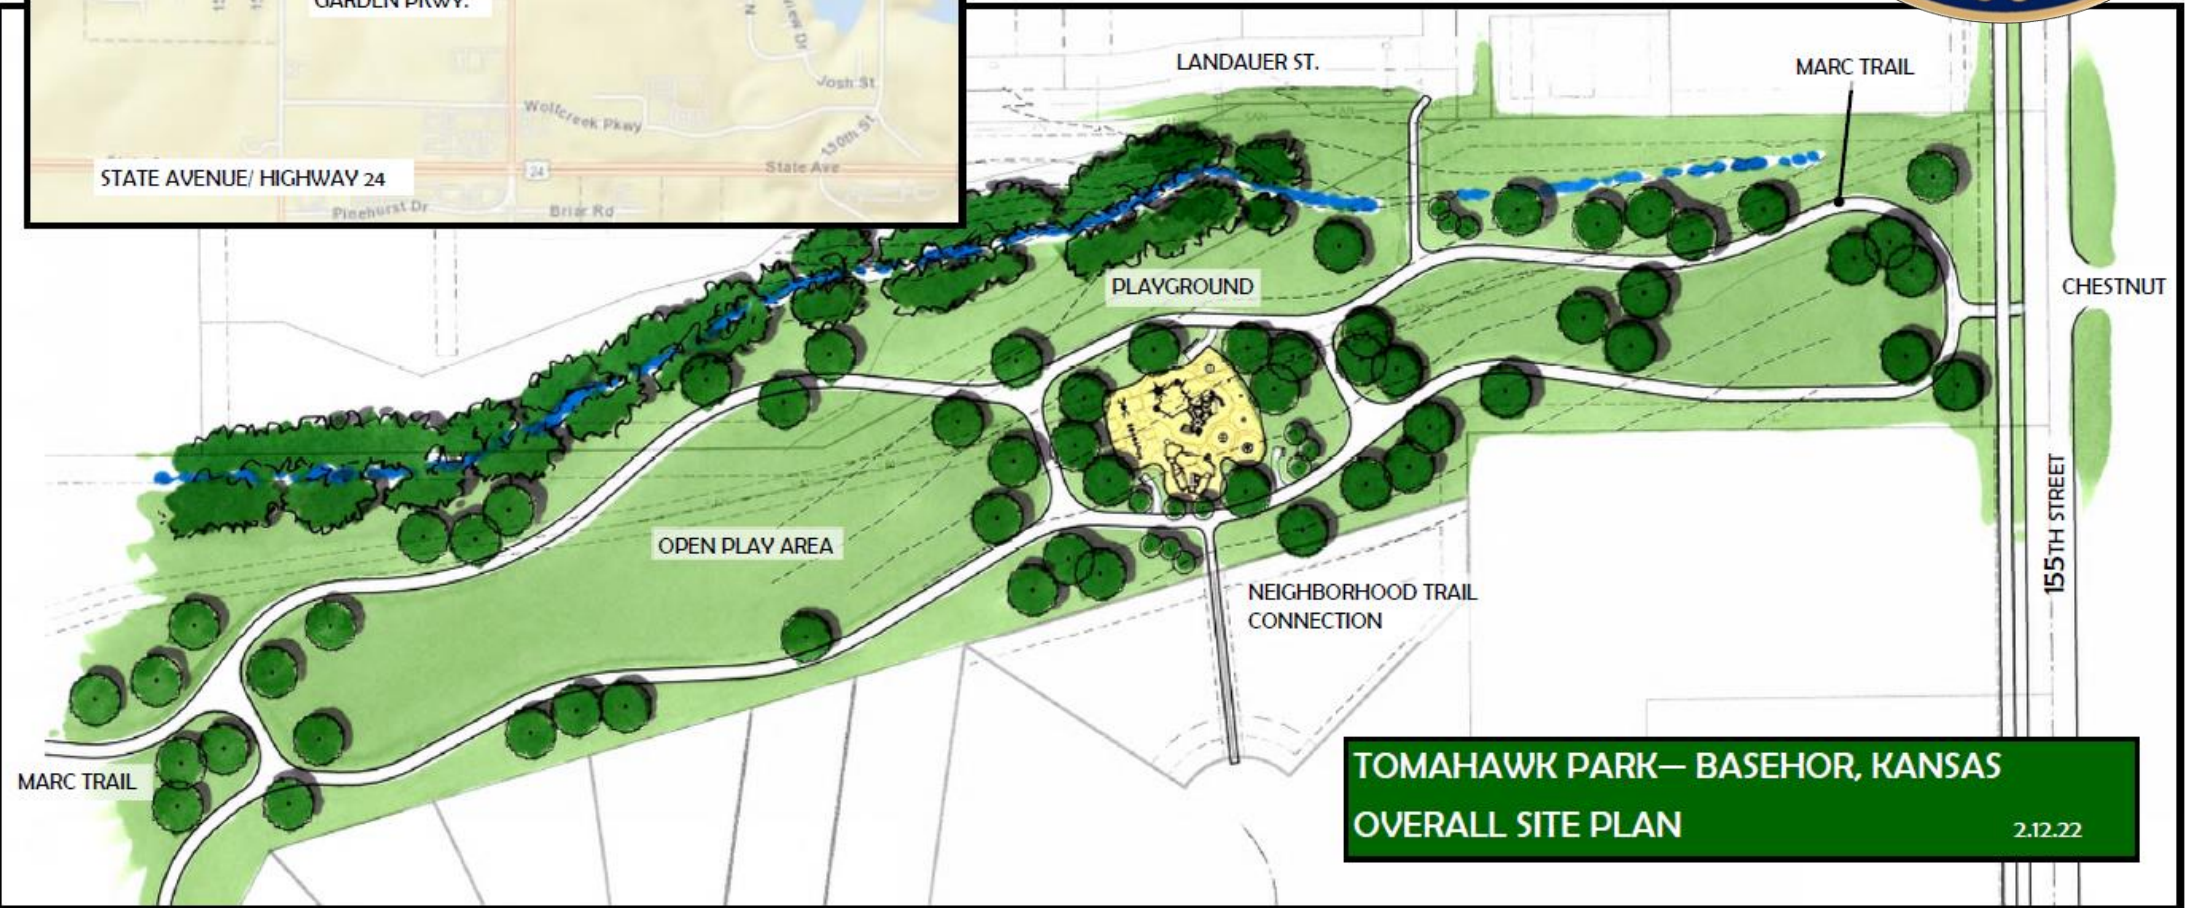 GARDEN PKWY.
Josh St
Wolfcreek Pkwy
150th St
State Ave
24
STATE AVENUE/ HIGHWAY 24
Pinehurst Dr
Briar Rd
LANDAUER ST.
MARC TRAIL
PLAYGROUND
CHESTNUT
OPEN PLAY AREA
155TH STREET
NEIGHBORHOOD TRAIL
CONNECTION
MARC TRAIL
TOMAHAWK PARK— BASEHOR, KANSAS
OVERALL SITE PLAN 2.12.22